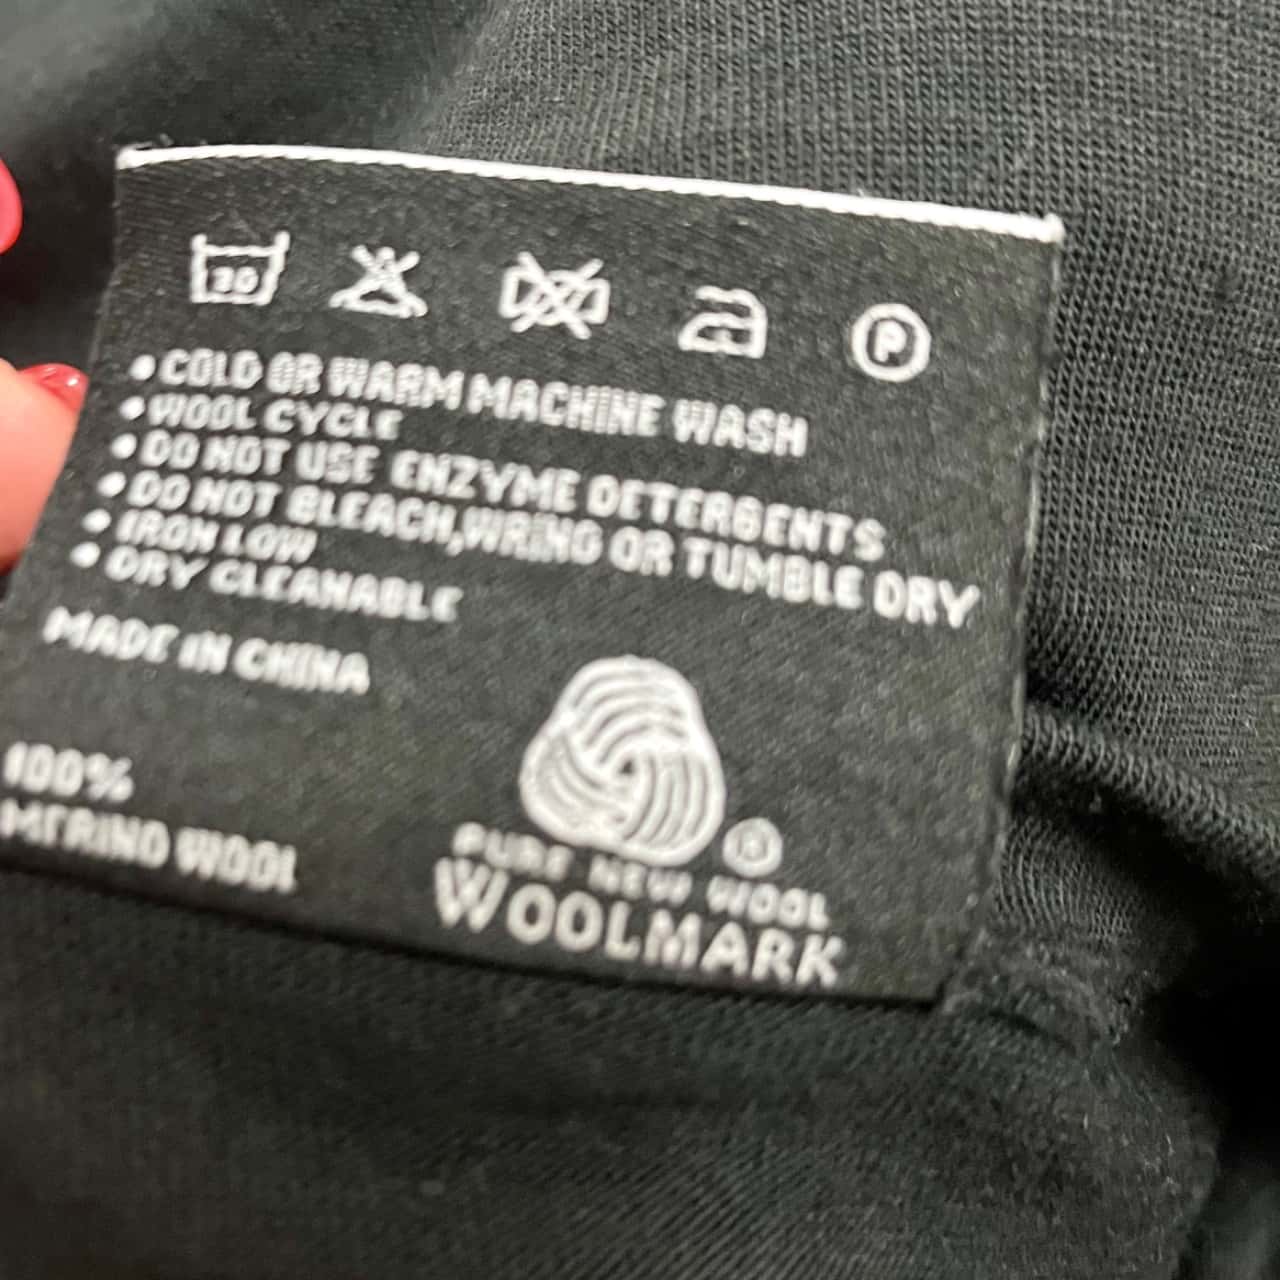 30
P
• COLD OR WARM MACHINE WASH
• WOOL CYCLE
• DO NOT USE ENZYME DETERGENTS
• DO NOT BLEACH, WRING OR TUMBLE DRY
• IRON LOW
• DRY CLEANABLE
MADE IN CHINA
100%
MERINO WOOL
®
PURE NEW WOOL
WOOLMARK